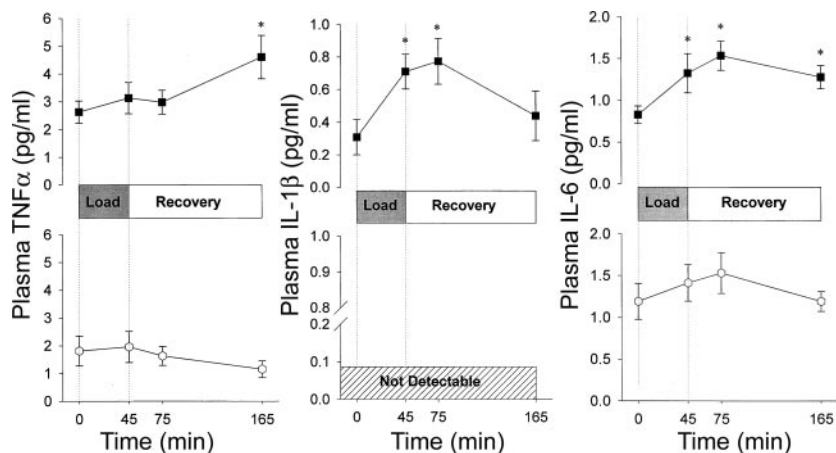 Plasma TNFα (pg/ml)
6
5
4
3
2
1
0
*
Load Recovery
6
5
4
3
2
1
0
0 45 75 165
Time (min)
Plasma IL-1β (pg/ml)
1.0
0.8
0.6
0.4
0.2
0.0
* *
Load Recovery
1.0
0.9
0.8
0.2
0.1
0.0
Not Detectable
0 45 75 165
Time (min)
Plasma IL-6 (pg/ml)
2.0
1.5
1.0
0.5
0.0
* * *
Load Recovery
2.0
1.5
1.0
0.5
0.0
0 45 75 165
Time (min)